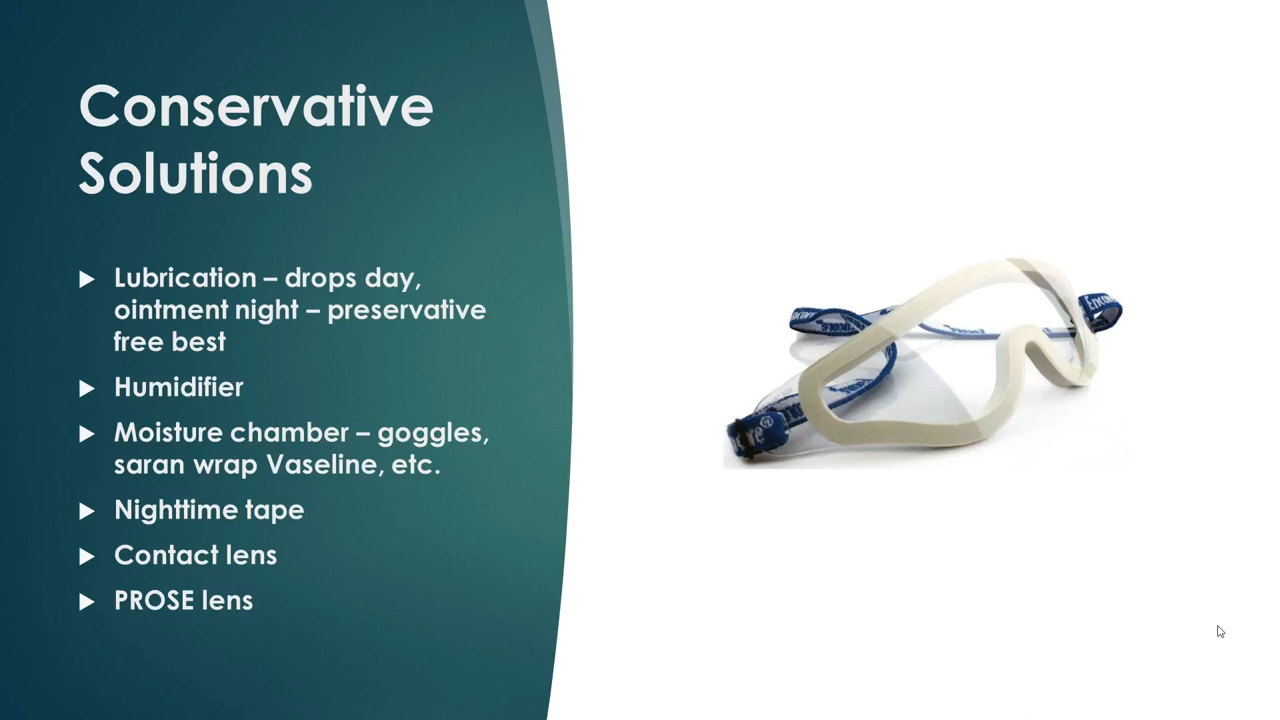 Conservative
Solutions
Lubrication – drops day,
ointment night – preservative
free best
Humidifier
Moisture chamber – goggles,
saran wrap Vaseline, etc.
Nighttime tape
Contact lens
PROSE lens